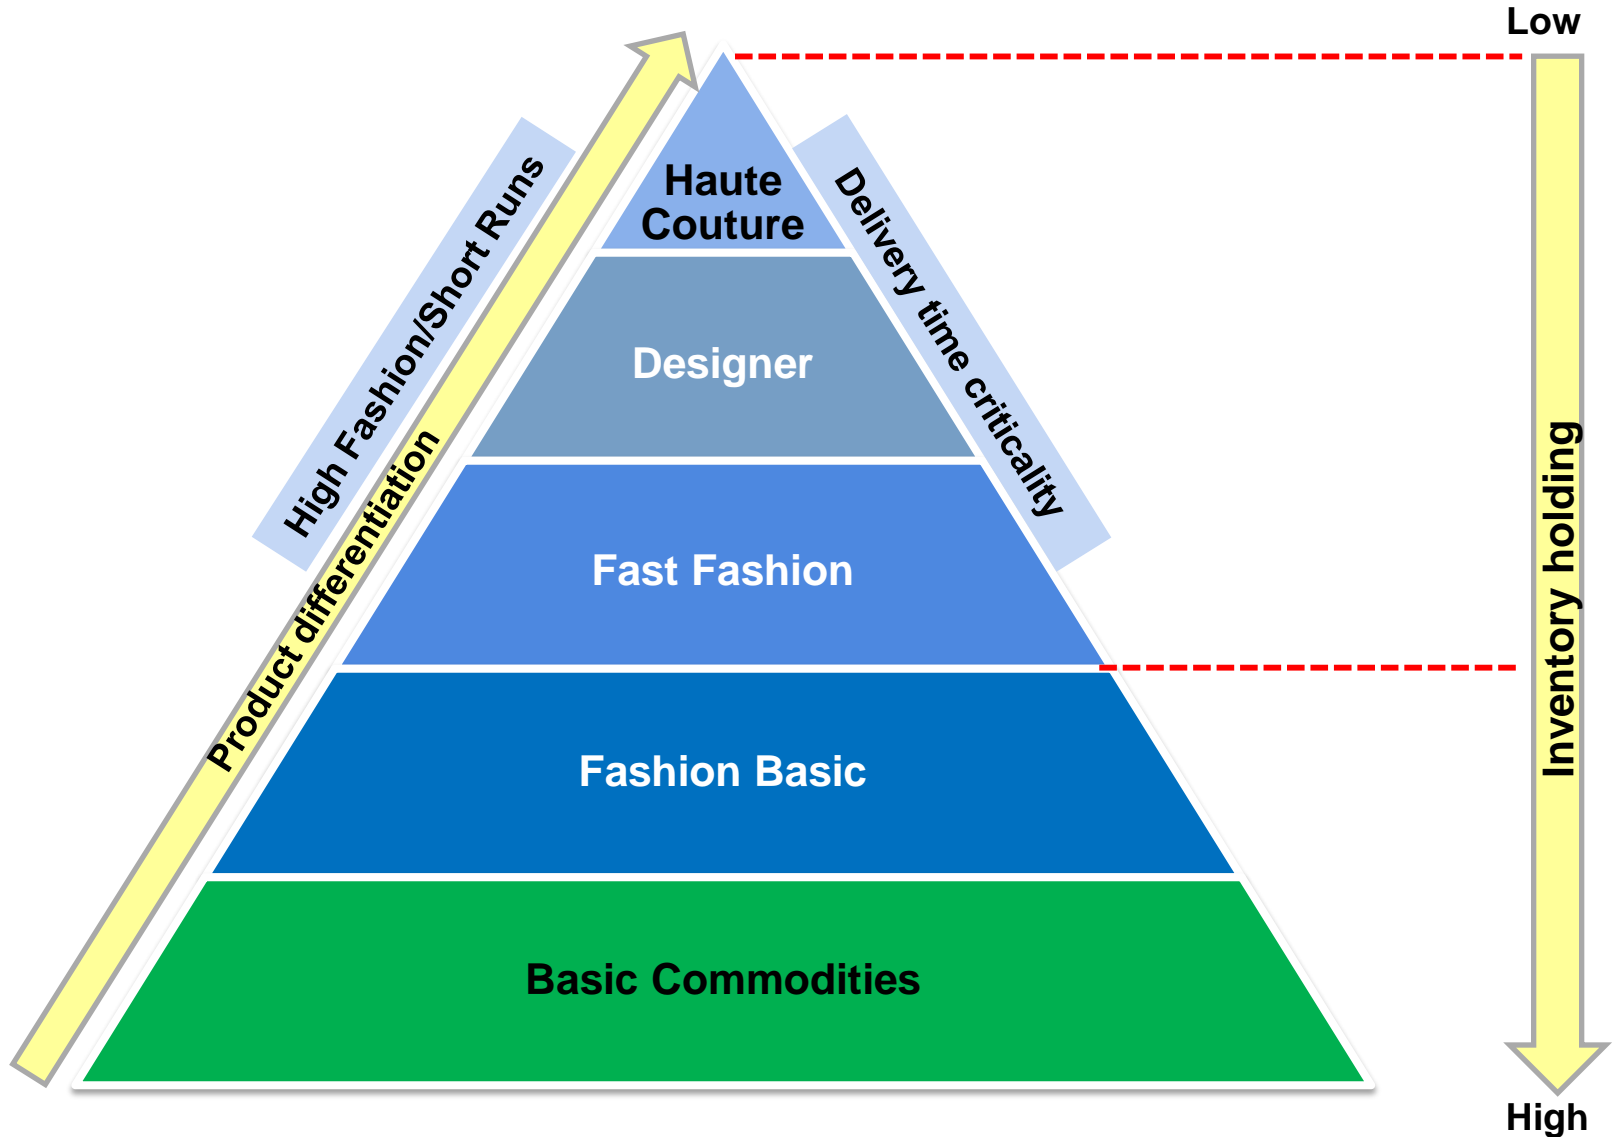 Low
Haute
Couture
High Fashion/Short Runs
Delivery time criticality
Designer
Product differentiation
Fast Fashion
Inventory holding
Fashion Basic
Basic Commodities
High